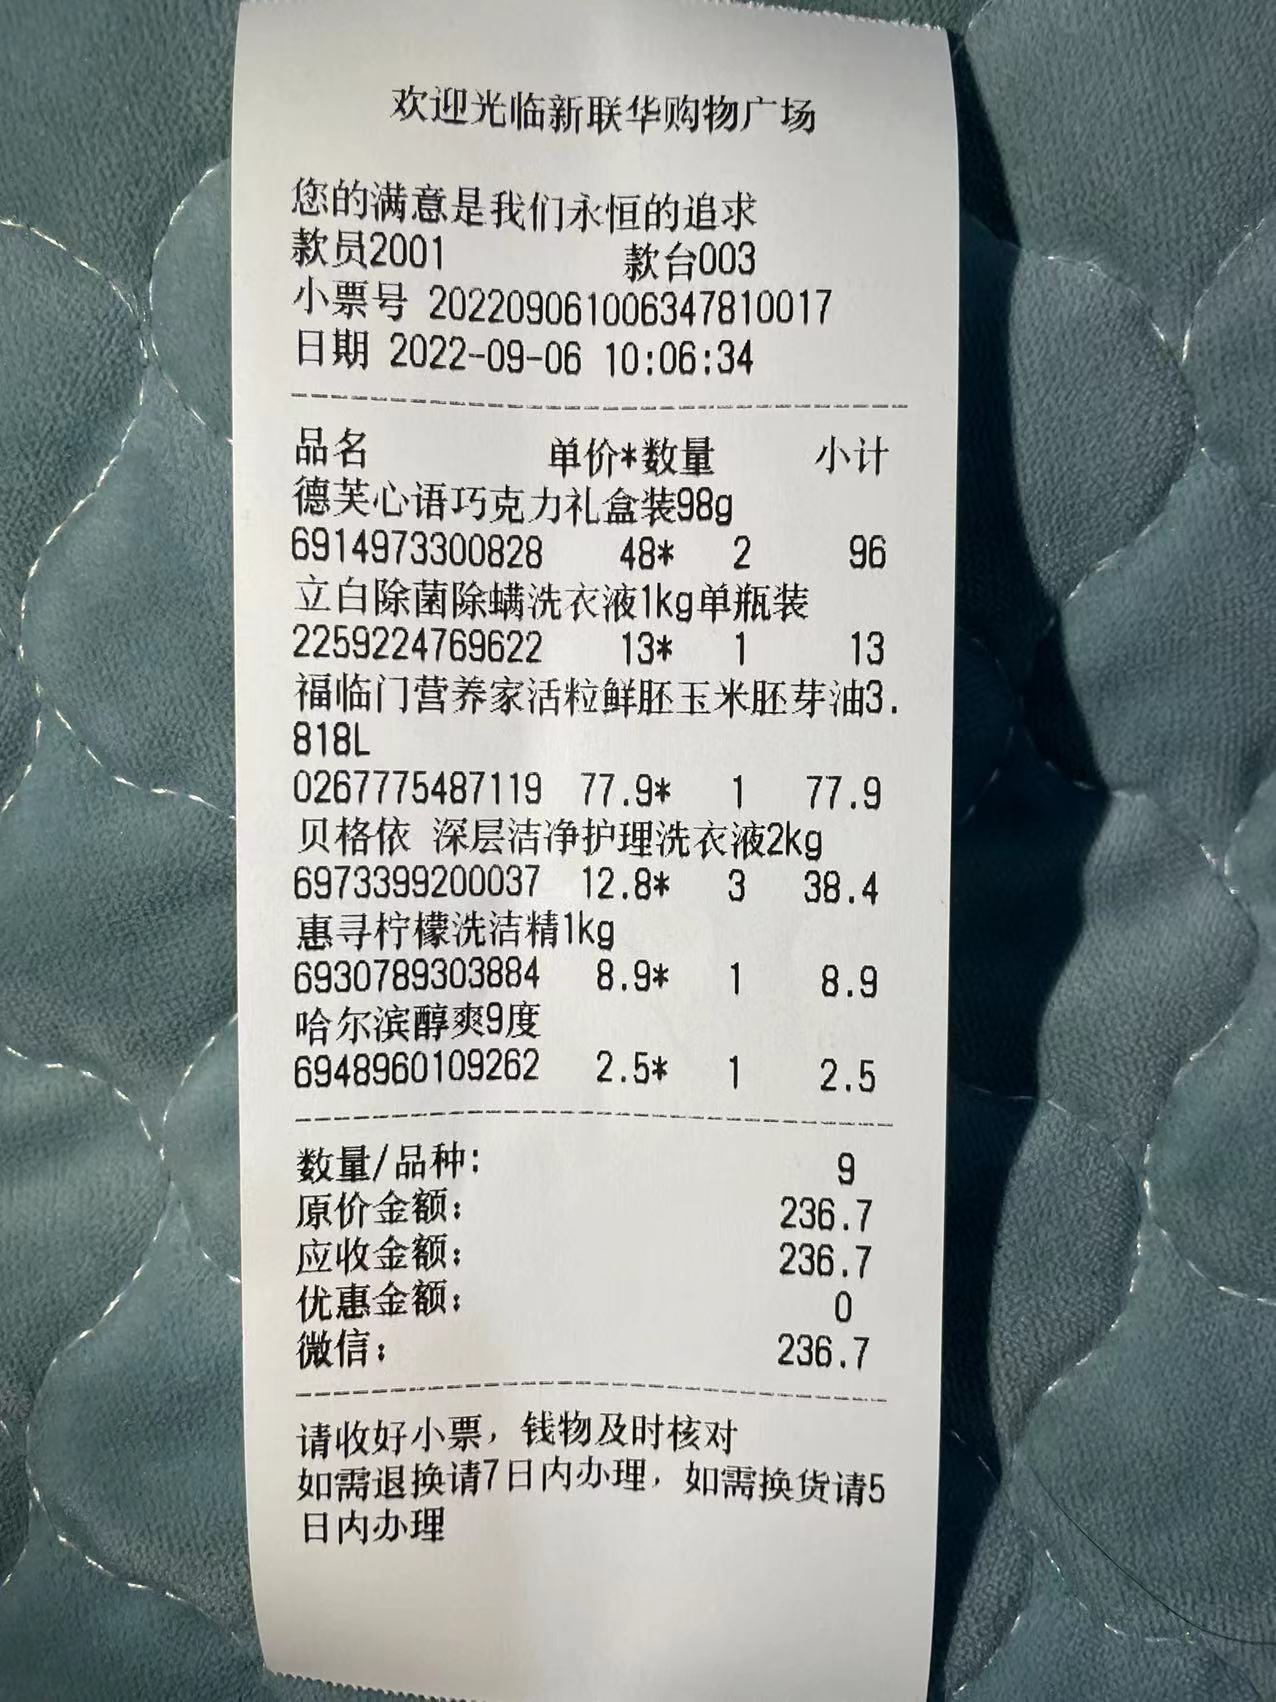 欢迎光临新联华购物广场
您的满意是我们永恒的追求
款员2001 款台003
小票号 202209061006347810017
日期 2022-09-06 10:06:34
品名 单价*数量 小计
德芙心语巧克力礼盒装98g
6914973300828 48* 2 96
立白除菌除螨洗衣液1kg单瓶装
2259224769622 13* 1 13
福临门营养家活粒鲜胚玉米胚芽油3.
818L
0267775487119 77.9* 1 77.9
贝格依 深层洁净护理洗衣液2kg
6973399200037 12.8* 3 38.4
惠寻柠檬洗洁精1kg
6930789303884 8.9* 1 8.9
哈尔滨醇爽9度
6948960109262 2.5* 1 2.5
数量/品种: 9
原价金额: 236.7
应收金额: 236.7
优惠金额: 0
微信: 236.7
请收好小票，钱物及时核对
如需退换请7日内办理，如需换货请5
日内办理